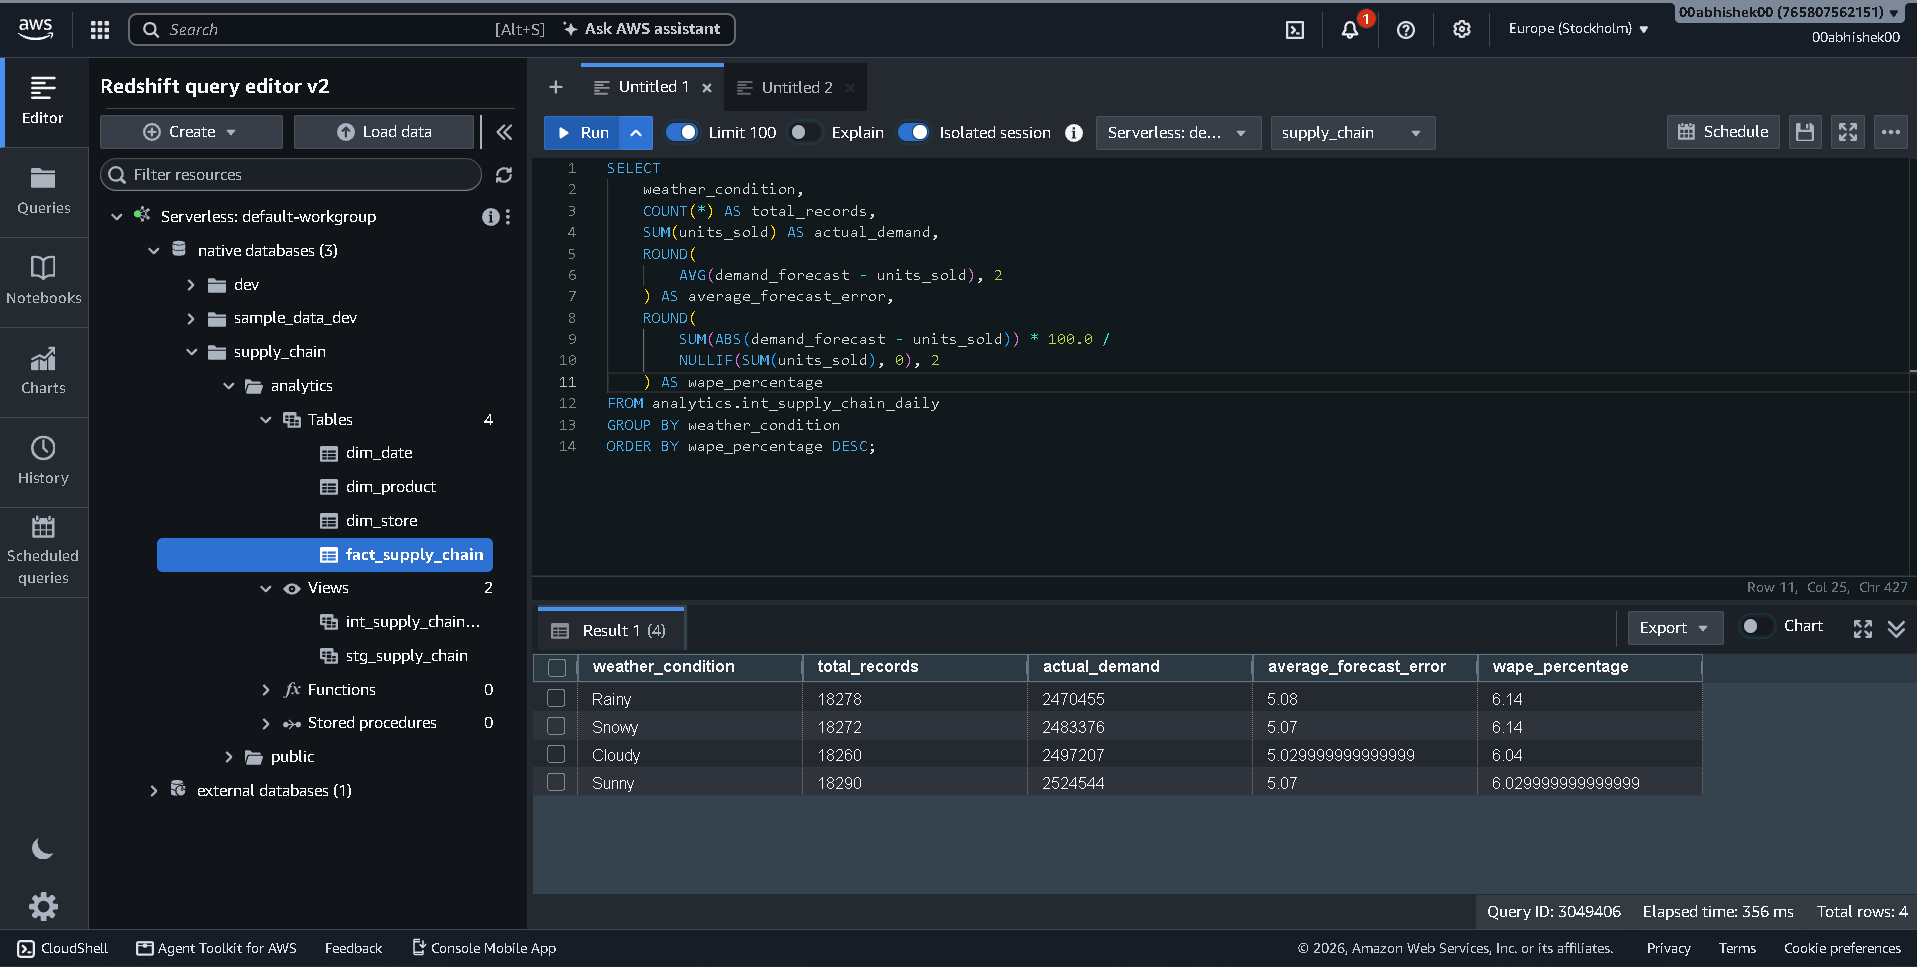 aws
Search [Alt+S] Ask AWS assistant
1
Europe (Stockholm)
00abhishek00 (765807562151)
00abhishek00
Editor
Queries
Notebooks
Charts
History
Scheduled queries
Redshift query editor v2
Create
Load data
Filter resources
Serverless: default-workgroup
native databases (3)
dev
sample_data_dev
supply_chain
analytics
Tables 4
dim_date
dim_product
dim_store
fact_supply_chain
Views 2
int_supply_chain...
stg_supply_chain
fx Functions 0
Stored procedures 0
public
external databases (1)
+ Untitled 1 × Untitled 2 ×
Run Limit 100 Explain Isolated session Serverless: de... supply_chain Schedule
1 SELECT
2 weather_condition,
3 COUNT(*) AS total_records,
4 SUM(units_sold) AS actual_demand,
5 ROUND(
6 AVG(demand_forecast - units_sold), 2
7 ) AS average_forecast_error,
8 ROUND(
9 SUM(ABS(demand_forecast - units_sold)) * 100.0 /
10 NULLIF(SUM(units_sold), 0), 2
11 ) AS wape_percentage
12 FROM analytics.int_supply_chain_daily
13 GROUP BY weather_condition
14 ORDER BY wape_percentage DESC;
Row 11, Col 25, Chr 427
Result 1 (4)
Export Chart
weather_condition total_records actual_demand average_forecast_error wape_percentage
Rainy 18278 2470455 5.08 6.14
Snowy 18272 2483376 5.07 6.14
Cloudy 18260 2497207 5.029999999999999 6.04
Sunny 18290 2524544 5.07 6.029999999999999
Query ID: 3049406 Elapsed time: 356 ms Total rows: 4
CloudShell Agent Toolkit for AWS Feedback Console Mobile App
© 2026, Amazon Web Services, Inc. or its affiliates. Privacy Terms Cookie preferences